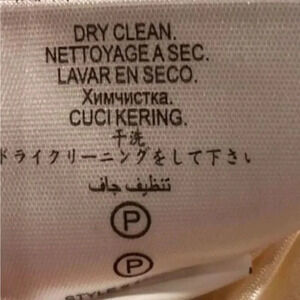 DRY CLEAN.
NETTOYAGE A SEC.
LAVAR EN SECO.
Химчистка.
CUCI KERING.
干洗
ドライクリーニングをして下さい
تنظيف جاف
P
P